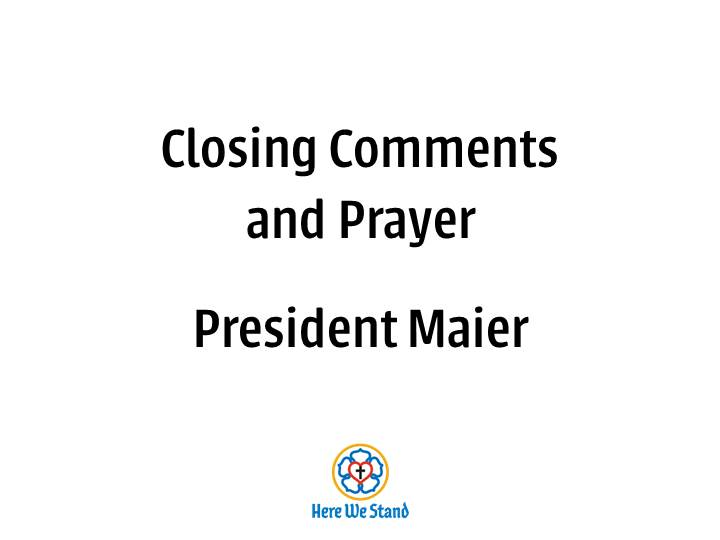 Closing Comments
and Prayer
President Maier
Here We Stand